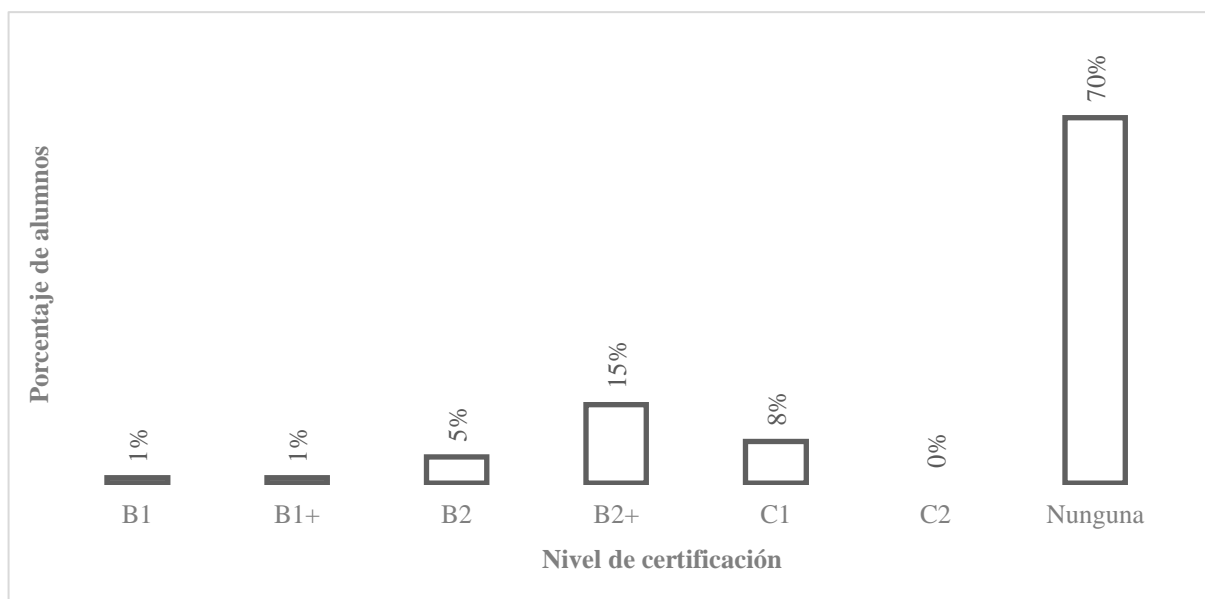 Porcentaje de alumnos
1%
1%
5%
15%
8%
0%
70%
B1
B1+
B2
B2+
C1
C2
Nunguna
Nivel de certificación